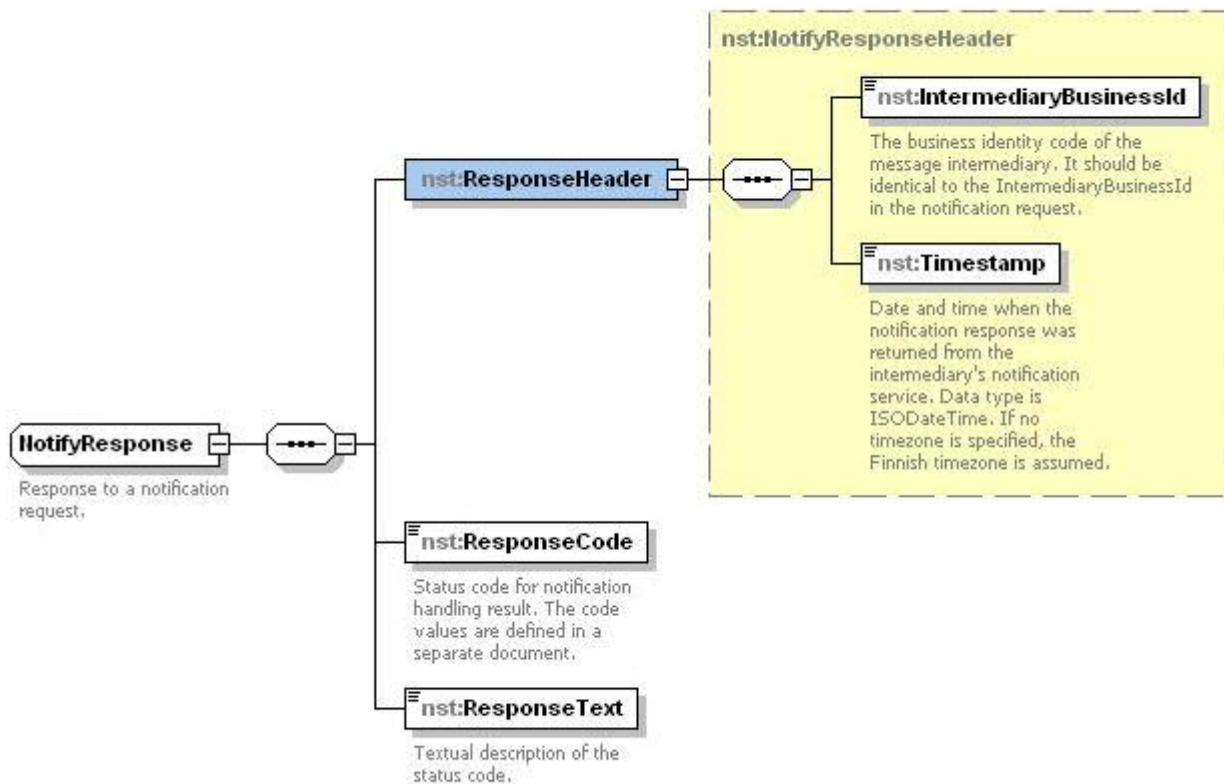 nst:NotifyResponseHeader
nst:IntermediaryBusinessId
The business identity code of the
message intermediary. It should be
identical to the IntermediaryBusinessId
in the notification request.
nst:ResponseHeader
nst:Timestamp
Date and time when the
notification response was
returned from the
intermediary's notification
service. Data type is
ISODateTime. If no
timezone is specified, the
Finnish timezone is assumed.
NotifyResponse
Response to a notification
request.
nst:ResponseCode
Status code for notification
handling result. The code
values are defined in a
separate document.
nst:ResponseText
Textual description of the
status code.